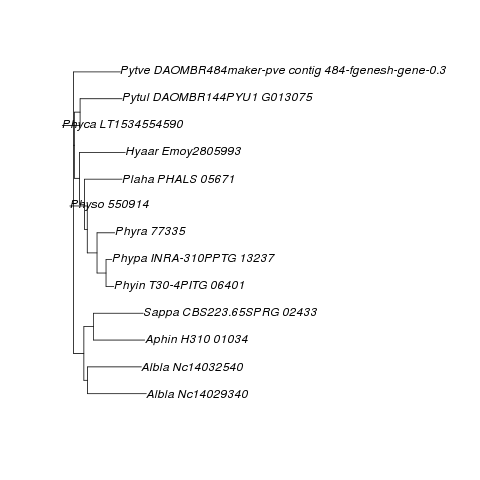 Pytve DAOMBR484maker-pve contig 484-fgenesh-gene-0.3
Pytul DAOMBR144PYU1 G013075
Phyca LT1534554590
Hyaar Emoy2805993
Plaha PHALS 05671
Physo 550914
Phyra 77335
Phypa INRA-310PPTG 13237
Phyin T30-4PITG 06401
Sappa CBS223.65SPRG 02433
Aphin H310 01034
Albla Nc14032540
Albla Nc14029340